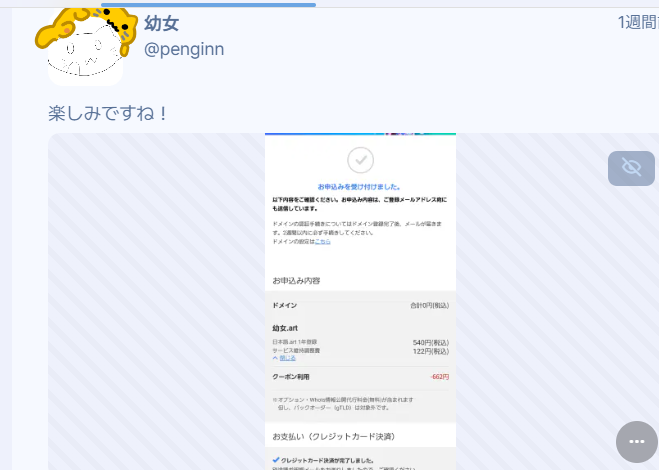 幼女
1週間
@penginn
楽しみですね！
お申込みを受け付けました。
以下内容をご確認ください。お申込み内容は、ご登録メールアドレス宛に
も送信しています。
ドメインの認証手続きについてはドメイン登録完了後、メールが届きま
す。2週間以内に必ず手続きしてください。
ドメインの設定はこちら
お申込み内容
ドメイン
合計0円(税込)
幼女.art
日本語.art 1年登録
540円(税込)
サービス維持調整費
122円(税込)
閉じる
クーポン利用
-662円
※オプション・Whois情報公開代行料金(無料)が含まれます
但し、バックオーダー（gTLD）は対象外です。
お支払い（クレジットカード決済）
クレジットカード決済が完了しました。